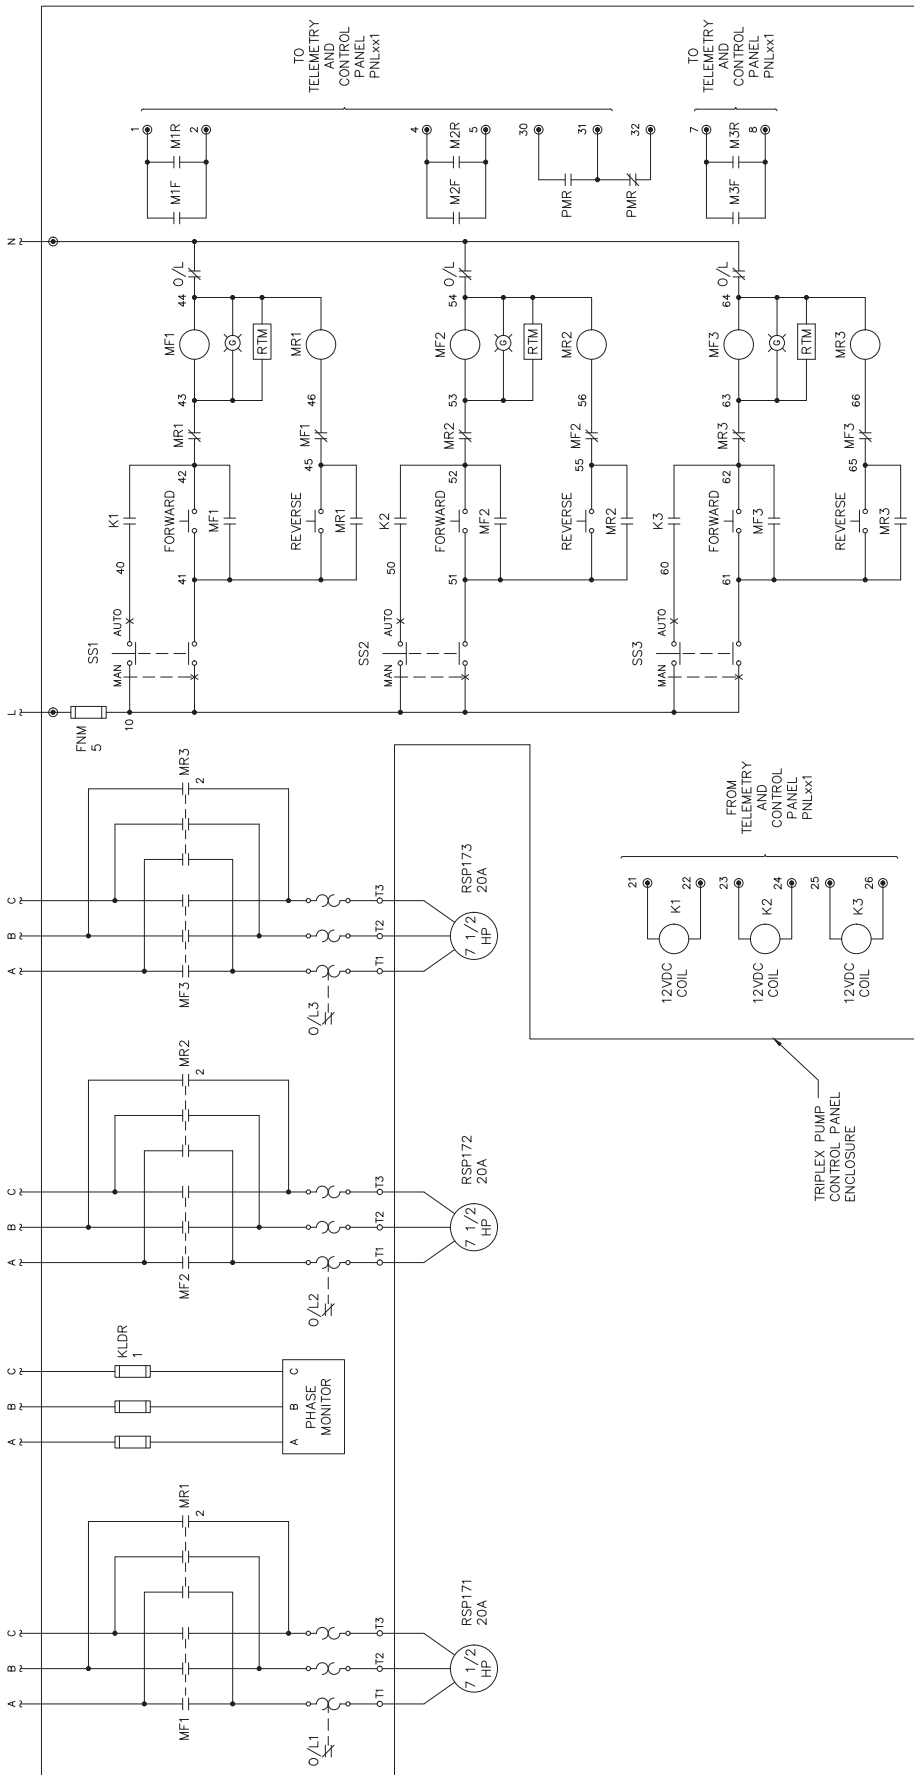 A
B
C
MF1
MR1
2
O/L1
T1
T2
T3
7 1/2
HP
RSP171
20A
A
B
C
KLDR
1
A
B
C
PHASE
MONITOR
A
B
C
MF2
MR2
2
O/L2
T1
T2
T3
7 1/2
HP
RSP172
20A
A
B
C
MF3
MR3
2
O/L3
T1
T2
T3
7 1/2
HP
RSP173
20A
TRIPLEX PUMP
CONTROL PANEL
ENCLOSURE
FROM
TELEMETRY
AND
CONTROL
PANEL
PNLxx1
21
22
23
24
25
26
K1
K2
K3
12VDC
COIL
12VDC
COIL
12VDC
COIL
L
N
FNM
5
10
SS1
MAN
AUTO
40
K1
41
FORWARD
42
MR1
43
MF1
44
O/L
MF1
G
RTM
REVERSE
45
MF1
46
MR1
MR1
SS2
MAN
AUTO
50
K2
51
FORWARD
52
MR2
53
MF2
54
O/L
MF2
G
RTM
REVERSE
55
MF2
56
MR2
MR2
SS3
MAN
AUTO
60
K3
61
FORWARD
62
MR3
63
MF3
64
O/L
MF3
G
RTM
REVERSE
65
MF3
66
MR3
MR3
M1F
M1R
1
2
M2F
M2R
4
5
PMR
PMR
30
31
32
M3F
M3R
7
8
TO
TELEMETRY
AND
CONTROL
PANEL
PNLxx1
TO
TELEMETRY
AND
CONTROL
PANEL
PNLxx1